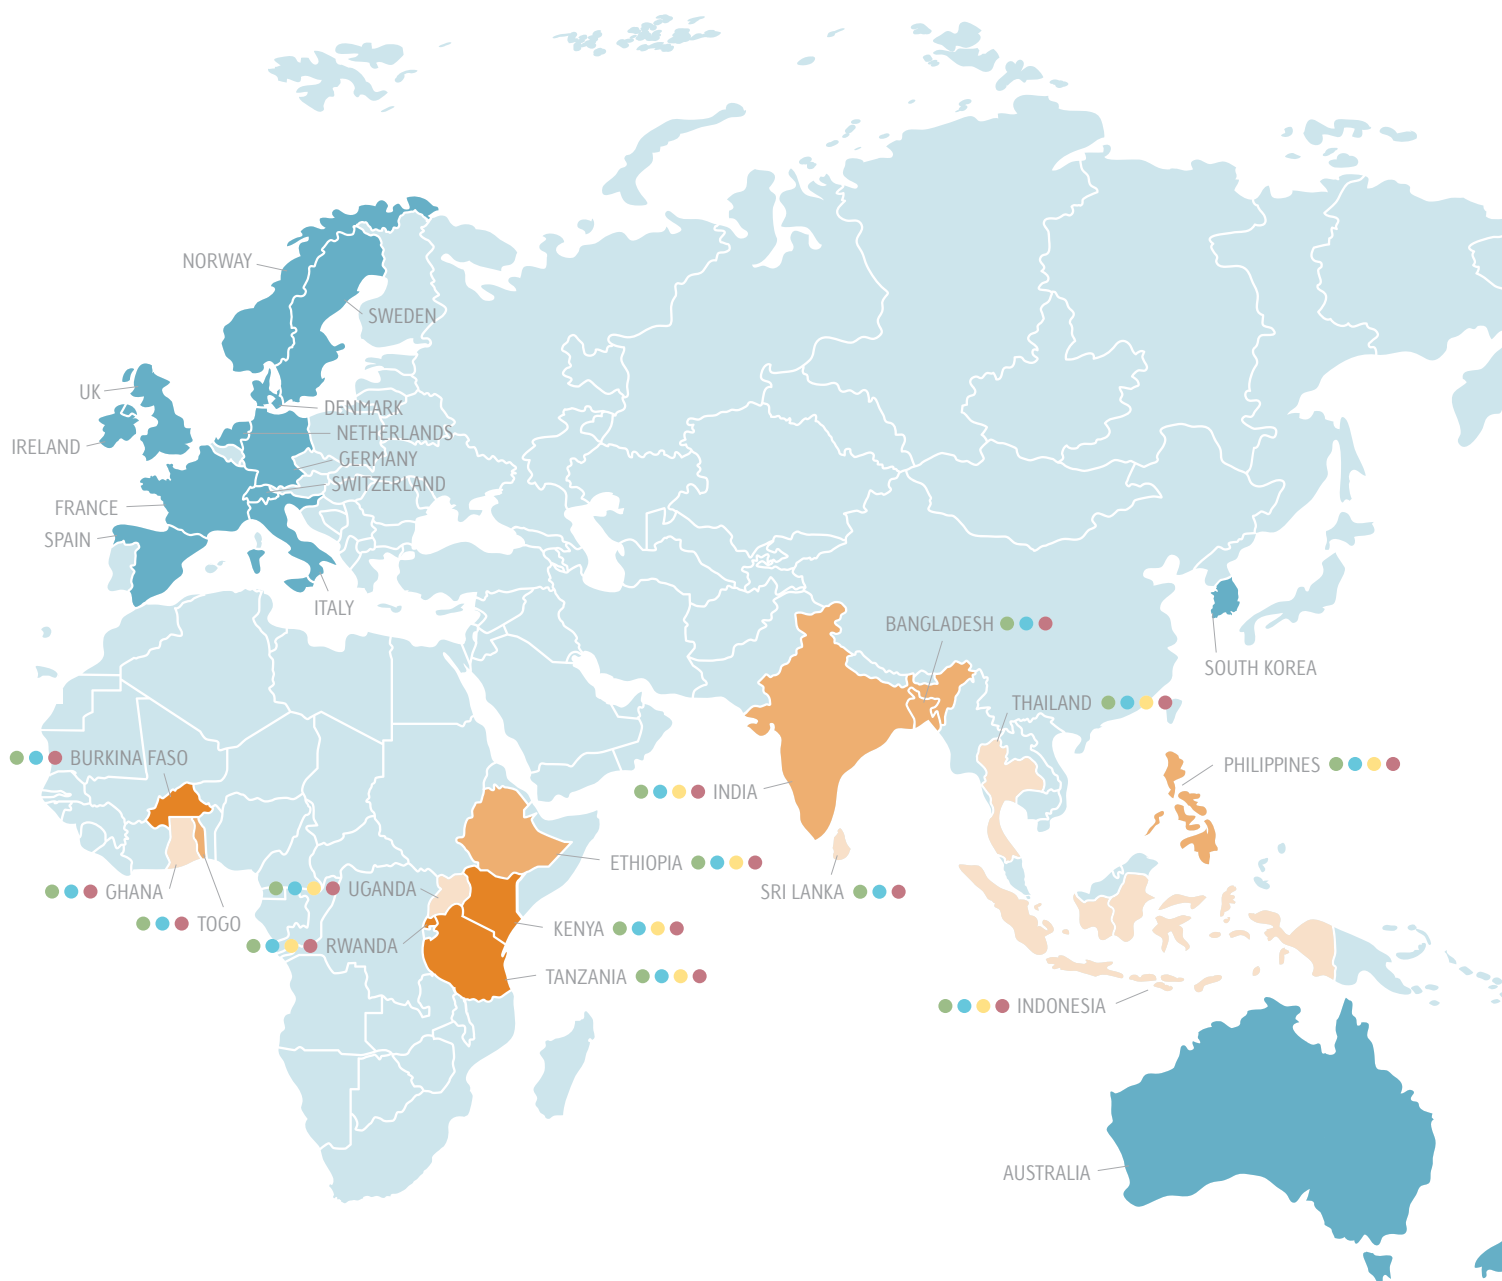 NORWAY
SWEDEN
UK
DENMARK
NETHERLANDS
IRELAND
GERMANY
SWITZERLAND
FRANCE
SPAIN
ITALY
BANGLADESH
SOUTH KOREA
THAILAND
BURKINA FASO
PHILIPPINES
INDIA
ETHIOPIA
UGANDA
GHANA
SRI LANKA
TOGO
KENYA
RWANDA
TANZANIA
INDONESIA
AUSTRALIA